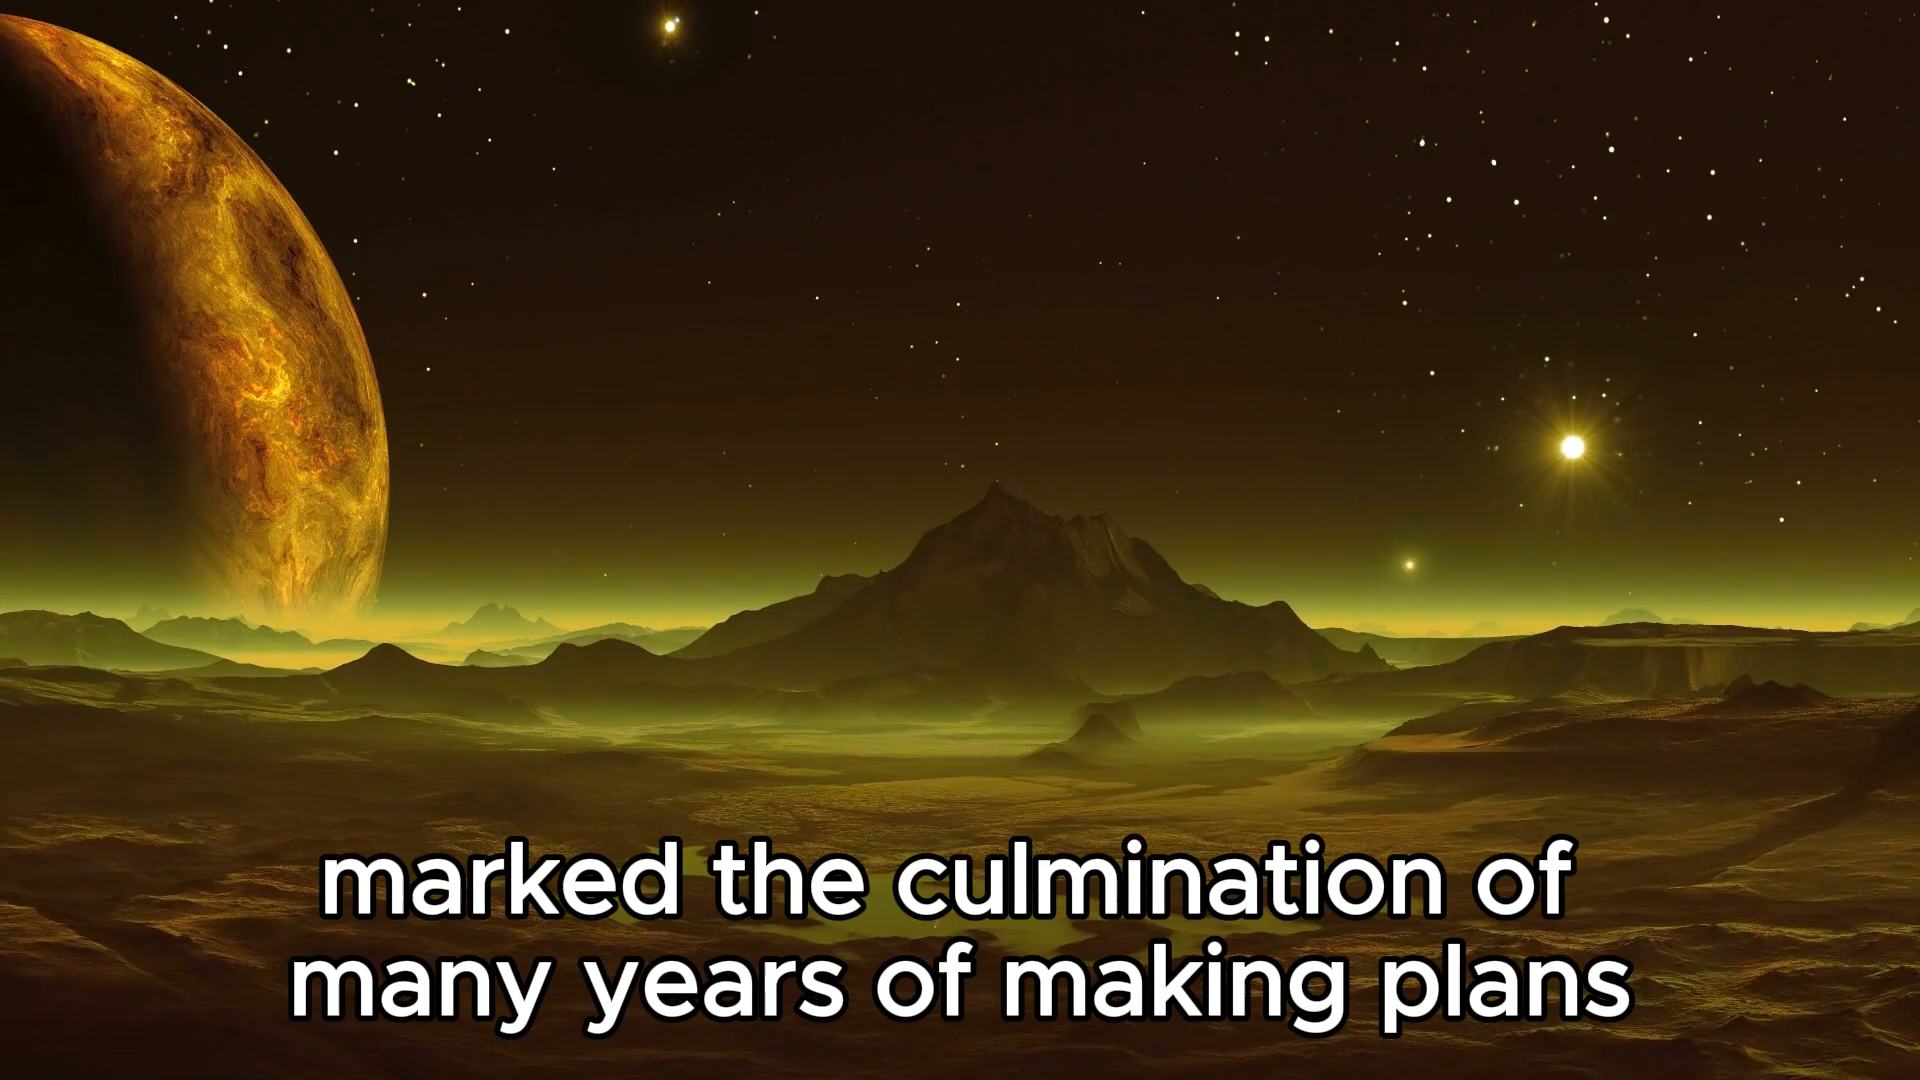 marked the culmination of
many years of making plans